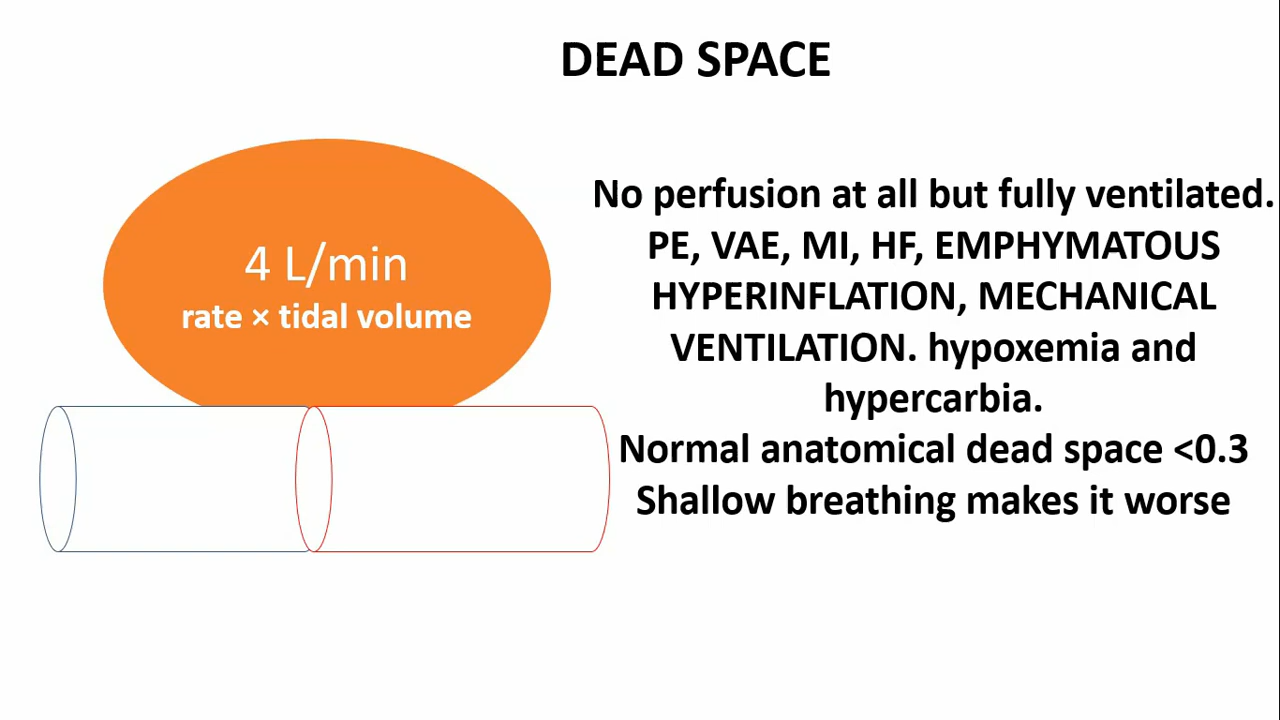 DEAD SPACE
4 L/min
rate × tidal volume
No perfusion at all but fully ventilated.
PE, VAE, MI, HF, EMPHYMATOUS
HYPERINFLATION, MECHANICAL
VENTILATION. hypoxemia and
hypercarbia.
Normal anatomical dead space <0.3
Shallow breathing makes it worse